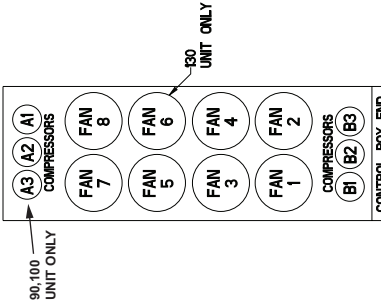 90,100
UNIT ONLY
A3 A2 A1
COMPRESSORS
FAN
7
FAN
8
FAN
5
FAN
6
130
UNIT ONLY
FAN
3
FAN
4
FAN
1
FAN
2
COMPRESSORS
B1 B2 B3
CONTROL BOX END